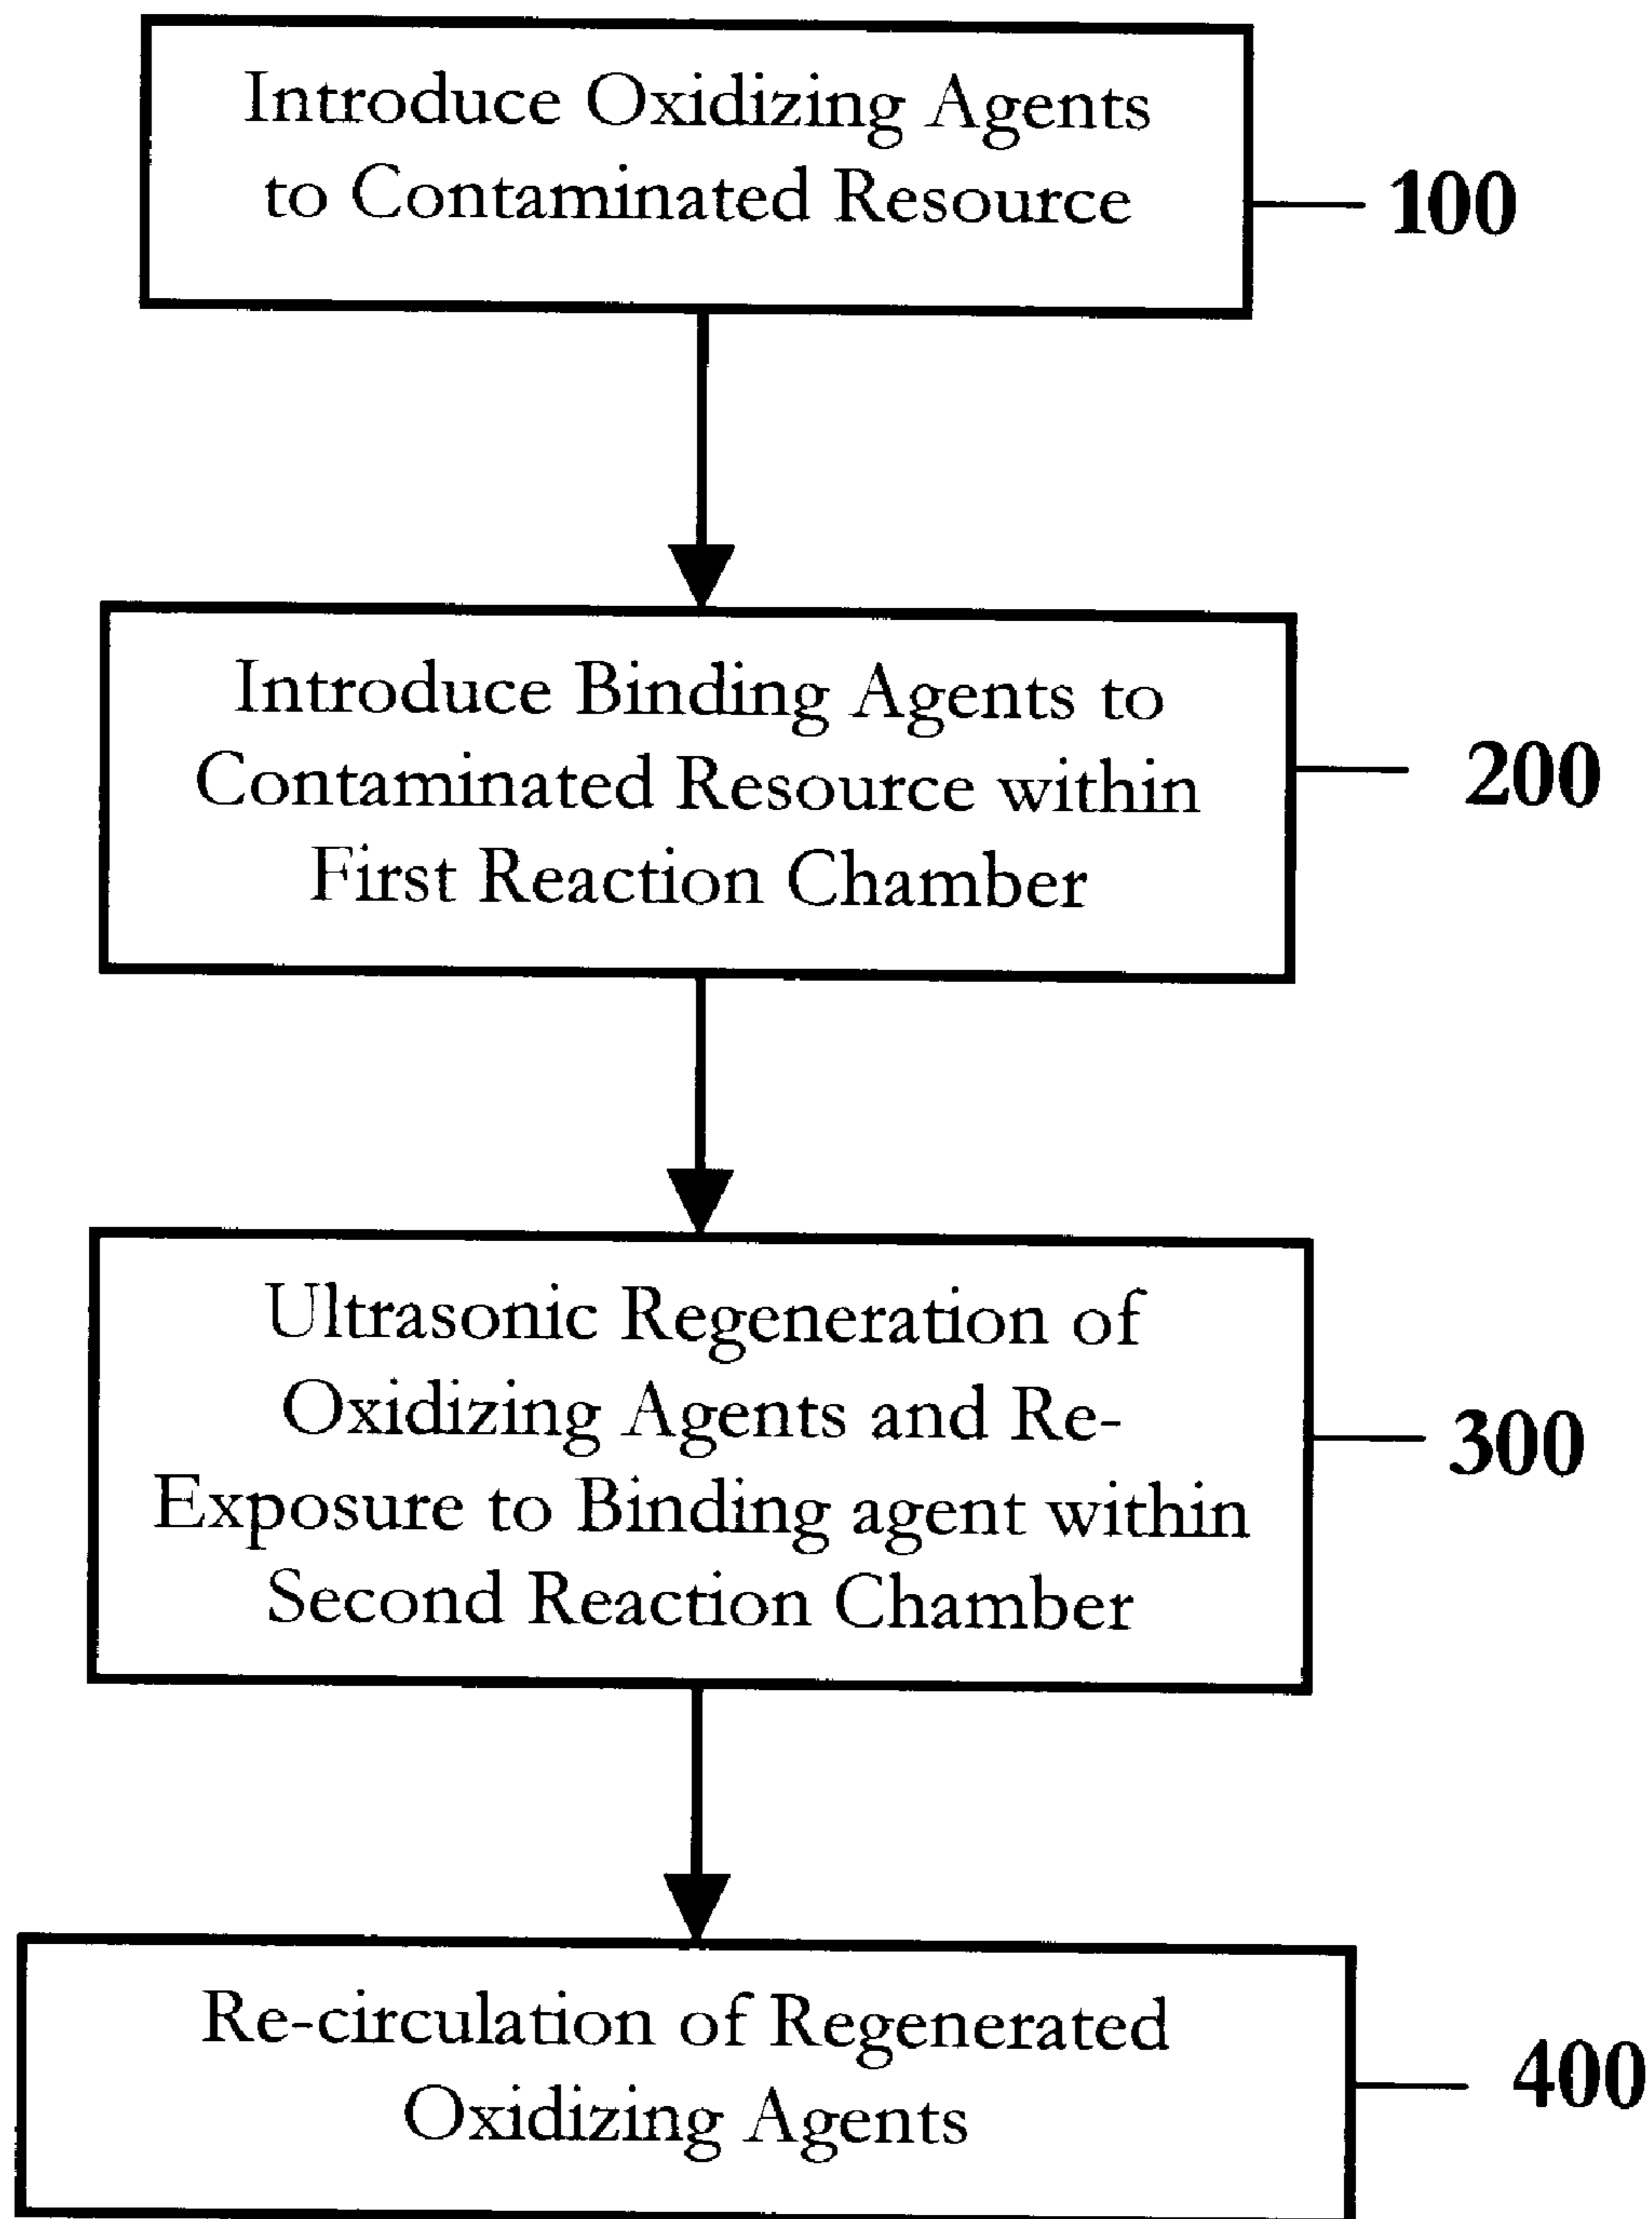 Introduce Oxidizing Agents
to Contaminated Resource
100
Introduce Binding Agents to
Contaminated Resource within
First Reaction Chamber
200
Ultrasonic Regeneration of
Oxidizing Agents and Re-
Exposure to Binding agent within
Second Reaction Chamber
300
Re-circulation of Regenerated
Oxidizing Agents
400